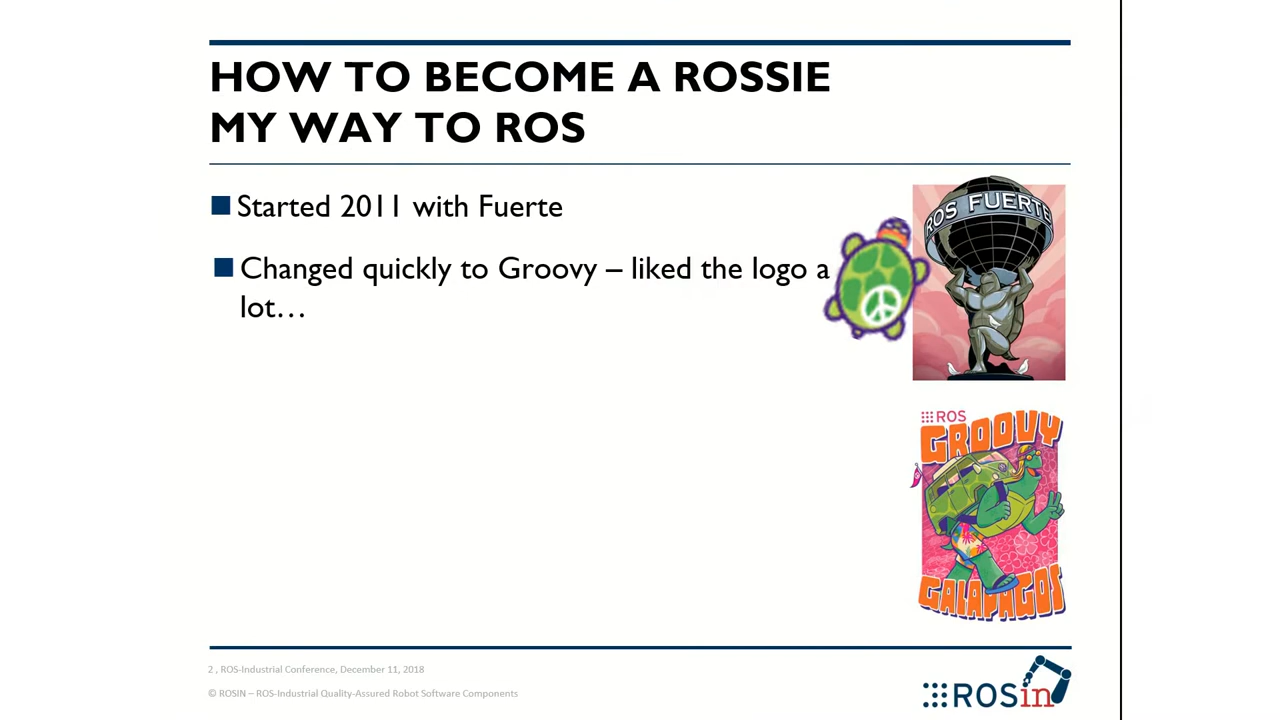 HOW TO BECOME A ROSSIE
MY WAY TO ROS
Started 2011 with Fuerte
Changed quickly to Groovy – liked the logo a
lot…
ROS FUERTE
ROS
GROOVY
GALAPAGOS
2 , ROS-Industrial Conference, December 11, 2018
© ROSIN – ROS-Industrial Quality-Assured Robot Software Components
ROSin